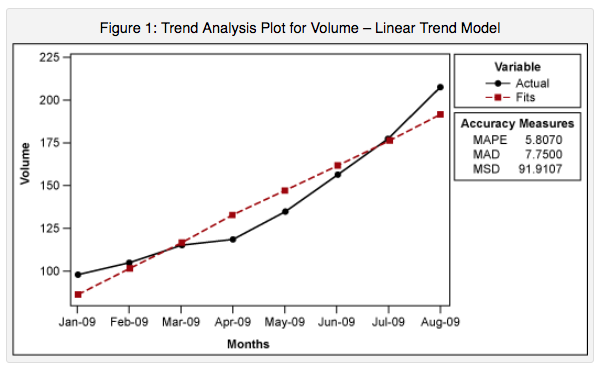 Figure 1: Trend Analysis Plot for Volume – Linear Trend Model
225
200
175
150
125
100
Volume
Jan-09 Feb-09 Mar-09 Apr-09 May-09 Jun-09 Jul-09 Aug-09
Months
Variable
Actual
Fits
Accuracy Measures
MAPE 5.8070
MAD 7.7500
MSD 91.9107